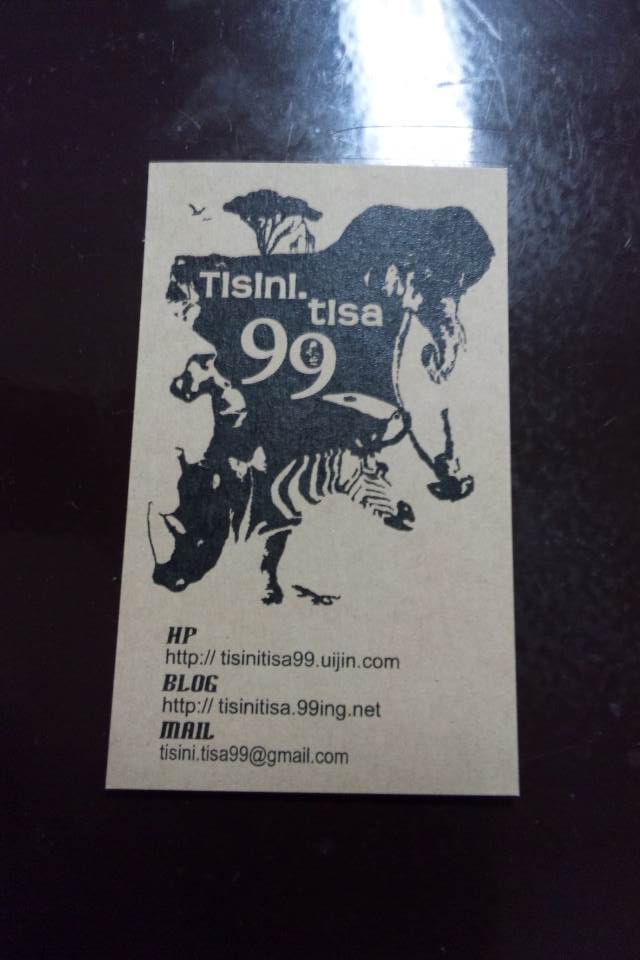 Tisini.
tisa
99
HP
http:// tisinitisa99.uijin.com
BLOG
http:// tisinitisa.99ing.net
MAIL
tisini.tisa99@gmail.com